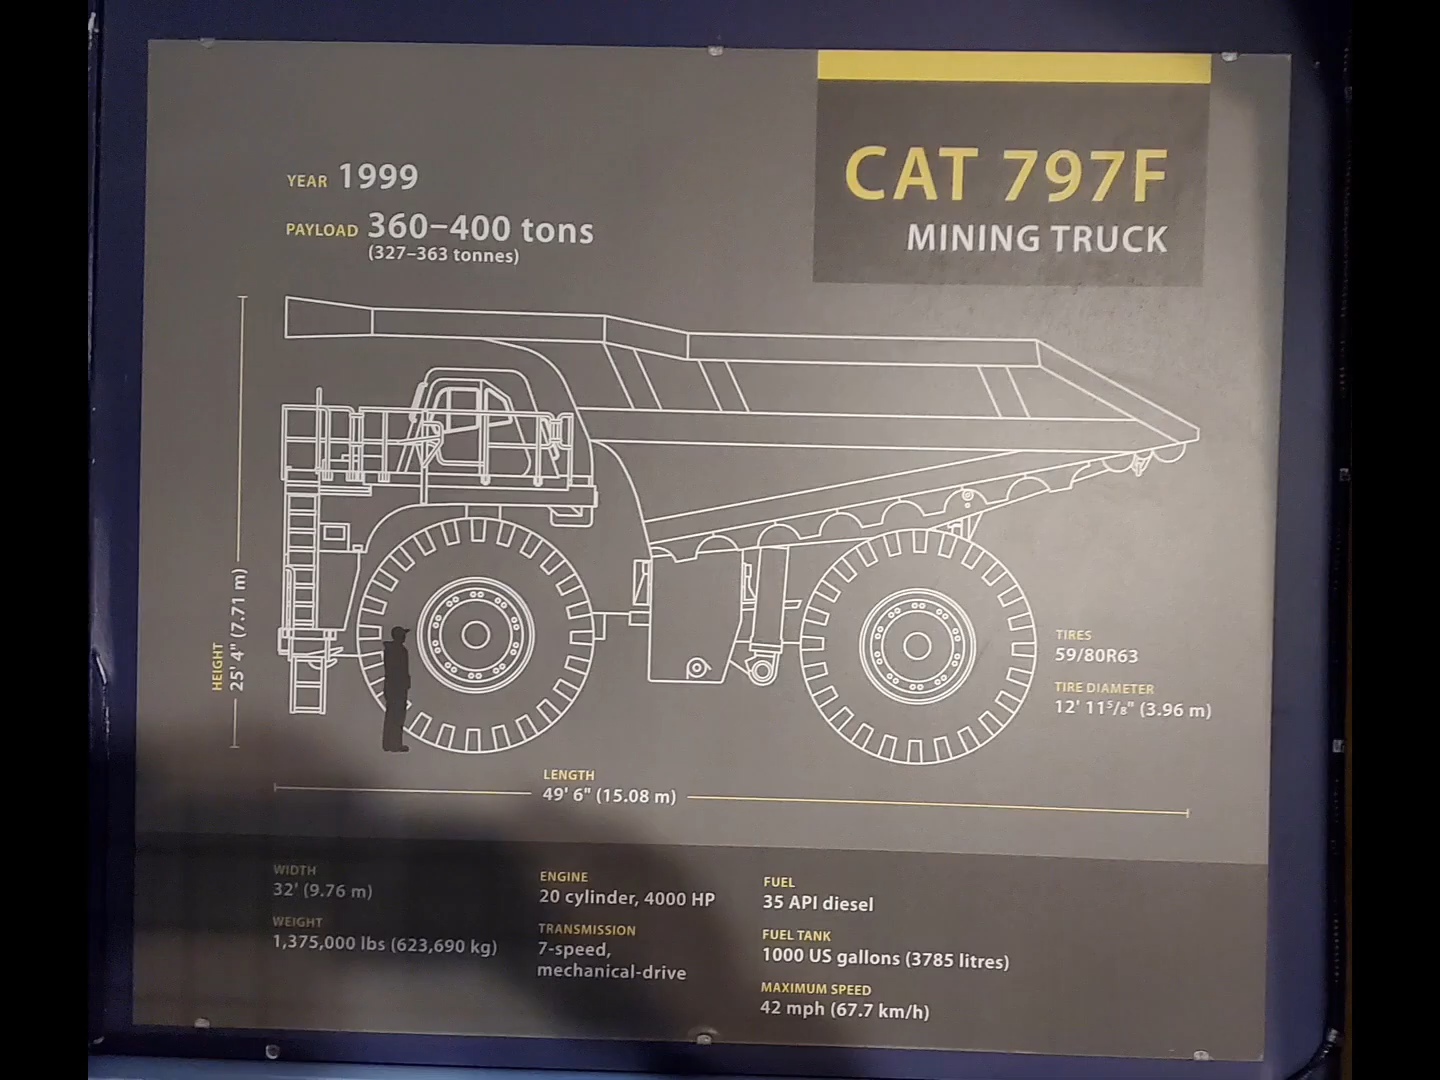 CAT 797F
MINING TRUCK
YEAR 1999
PAYLOAD 360–400 tons
(327–363 tonnes)
HEIGHT
25' 4" (7.71 m)
TIRES
59/80R63
TIRE DIAMETER
12' 11⁵/₈" (3.96 m)
LENGTH
49' 6" (15.08 m)
WIDTH
32' (9.76 m)
WEIGHT
1,375,000 lbs (623,690 kg)
ENGINE
20 cylinder, 4000 HP
TRANSMISSION
7-speed,
mechanical-drive
FUEL
35 API diesel
FUEL TANK
1000 US gallons (3785 litres)
MAXIMUM SPEED
42 mph (67.7 km/h)